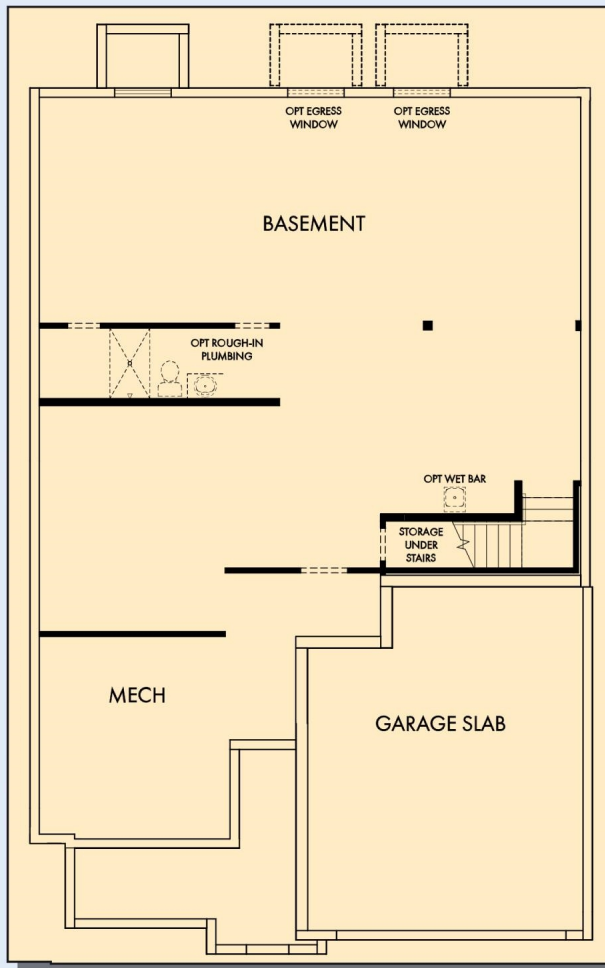 OPT EGRESS
WINDOW
OPT EGRESS
WINDOW
BASEMENT
OPT ROUGH-IN
PLUMBING
OPT WET BAR
STORAGE
UNDER
STAIRS
MECH
GARAGE SLAB